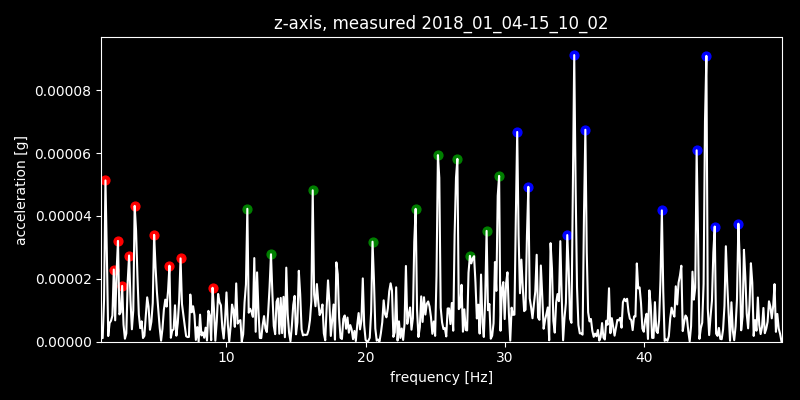 z-axis, measured 2018_01_04-15_10_02
0.00008
0.00006
0.00004
0.00002
0.00000
acceleration [g]
10 20 30 40
frequency [Hz]